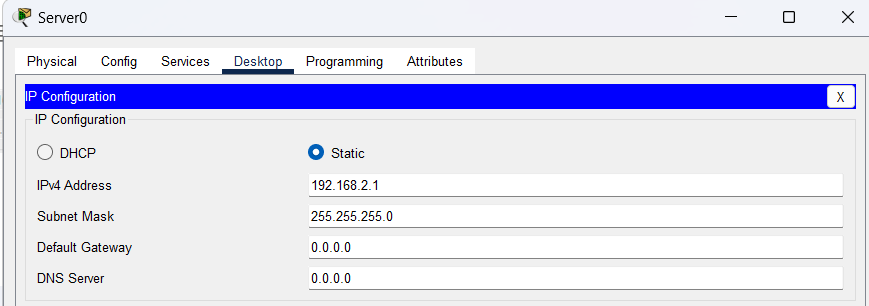 Server0
Physical Config Services Desktop Programming Attributes
IP Configuration X
IP Configuration
DHCP Static
IPv4 Address 192.168.2.1
Subnet Mask 255.255.255.0
Default Gateway 0.0.0.0
DNS Server 0.0.0.0